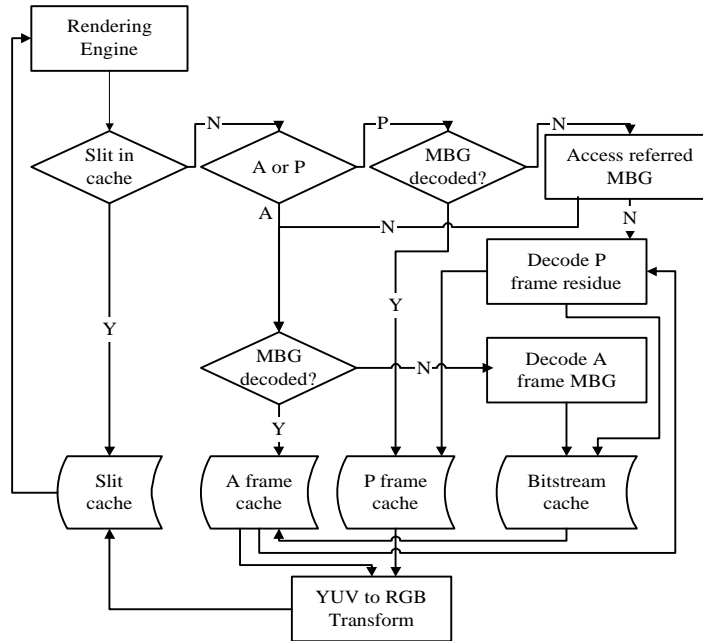 Rendering
Engine
N
P
N
Slit in
cache
A or P
MBG
decoded?
Access referred
MBG
A
N
N
Decode P
frame residue
Y
Y
MBG
decoded?
N
Decode A
frame MBG
Y
Slit
cache
A frame
cache
P frame
cache
Bitstream
cache
YUV to RGB
Transform